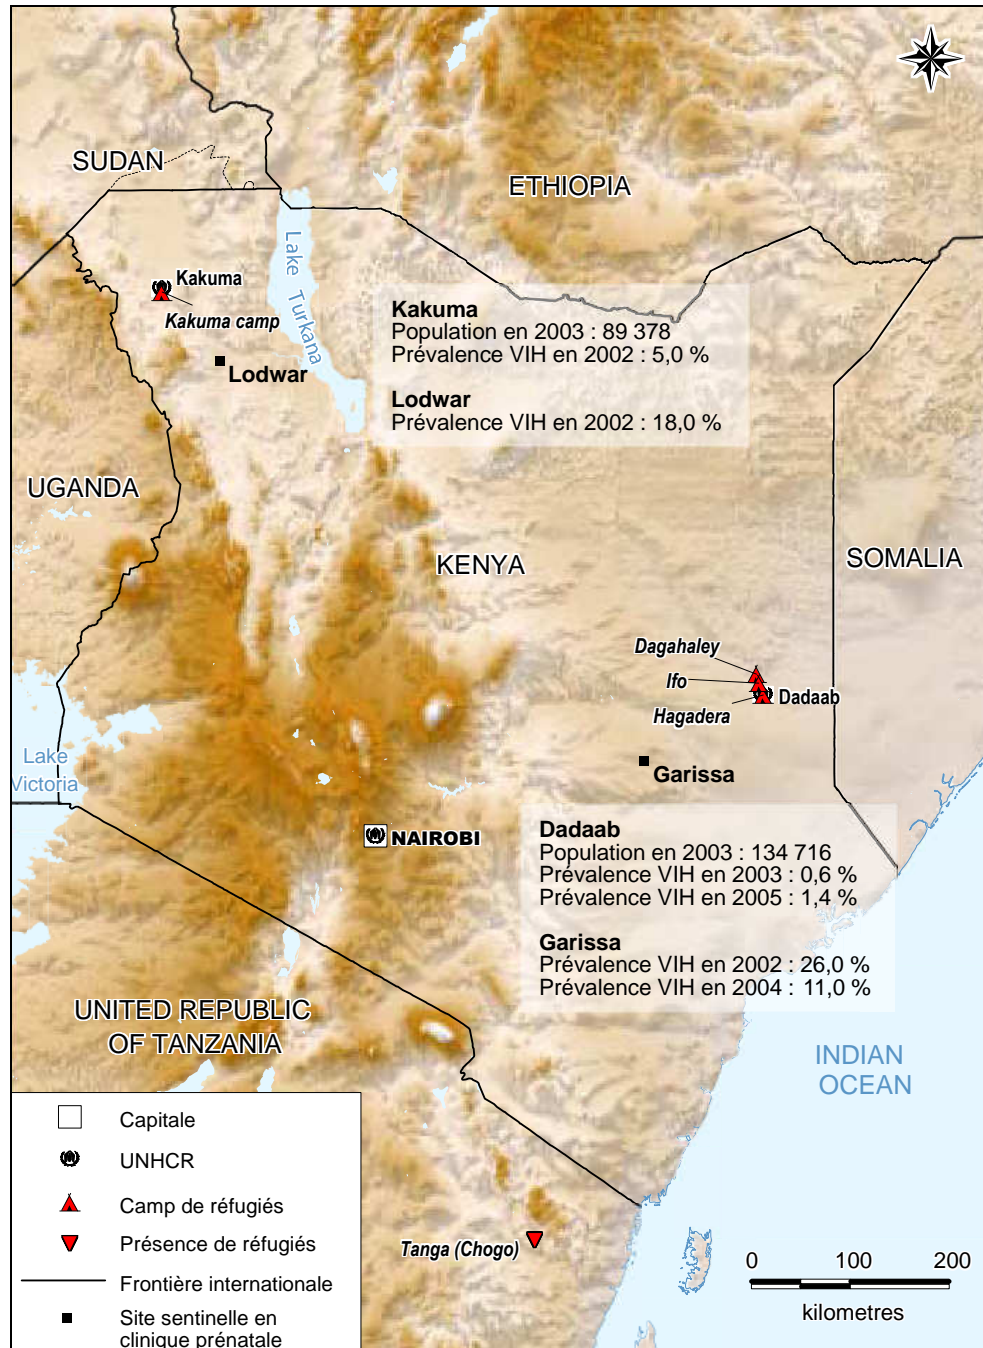 SUDAN
ETHIOPIA
Lake Turkana
Kakuma
Kakuma camp
Lodwar
Kakuma
Population en 2003 : 89 378
Prévalence VIH en 2002 : 5,0 %
Lodwar
Prévalence VIH en 2002 : 18,0 %
UGANDA
KENYA
SOMALIA
Dagahaley
Ifo
Dadaab
Hagadera
Lake
Victoria
Garissa
NAIROBI
Dadaab
Population en 2003 : 134 716
Prévalence VIH en 2003 : 0,6 %
Prévalence VIH en 2005 : 1,4 %
Garissa
Prévalence VIH en 2002 : 26,0 %
Prévalence VIH en 2004 : 11,0 %
UNITED REPUBLIC
OF TANZANIA
INDIAN
OCEAN
Capitale
UNHCR
Camp de réfugiés
Présence de réfugiés
Frontière internationale
Site sentinelle en
clinique prénatale
Tanga (Chogo)
0 100 200
kilometres